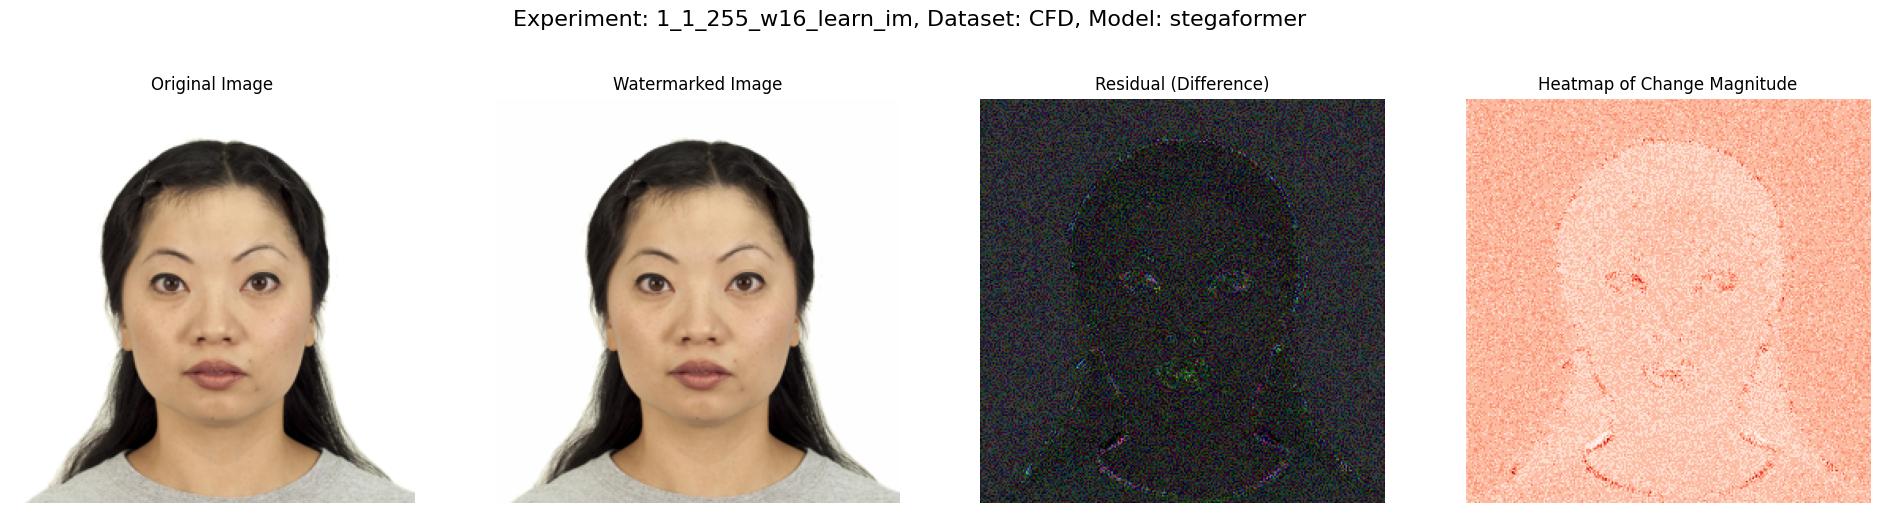 Experiment: 1_1_255_w16_learn_im, Dataset: CFD, Model: stegaformer
Original Image
Watermarked Image
Residual (Difference)
Heatmap of Change Magnitude